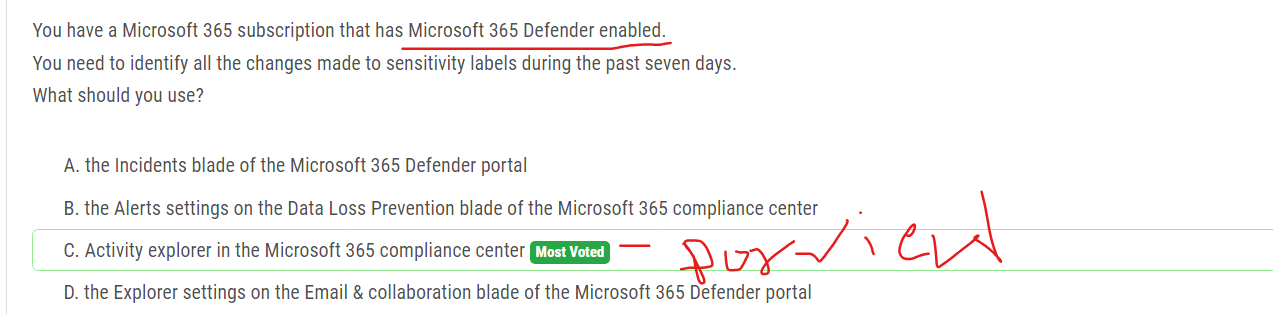 You have a Microsoft 365 subscription that has Microsoft 365 Defender enabled.
You need to identify all the changes made to sensitivity labels during the past seven days.
What should you use?
A. the Incidents blade of the Microsoft 365 Defender portal
B. the Alerts settings on the Data Loss Prevention blade of the Microsoft 365 compliance center
C. Activity explorer in the Microsoft 365 compliance center Most Voted
D. the Explorer settings on the Email & collaboration blade of the Microsoft 365 Defender portal